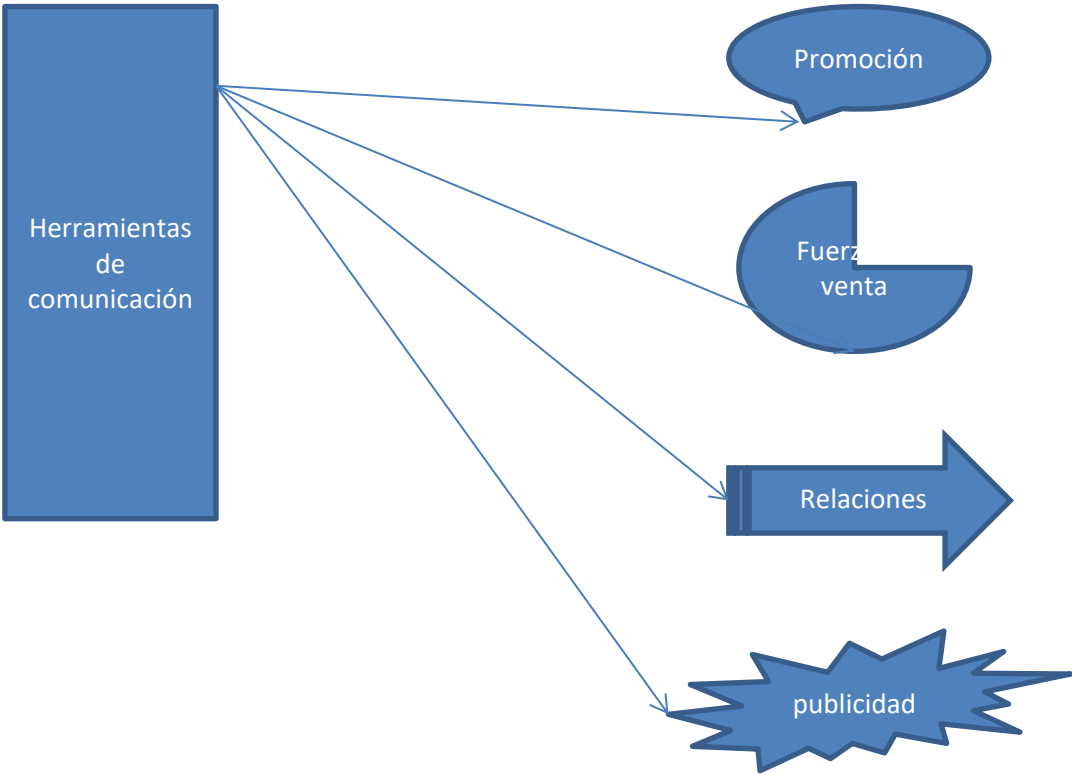 Herramientas
de
comunicación
Promoción
venta
Relaciones
publicidad